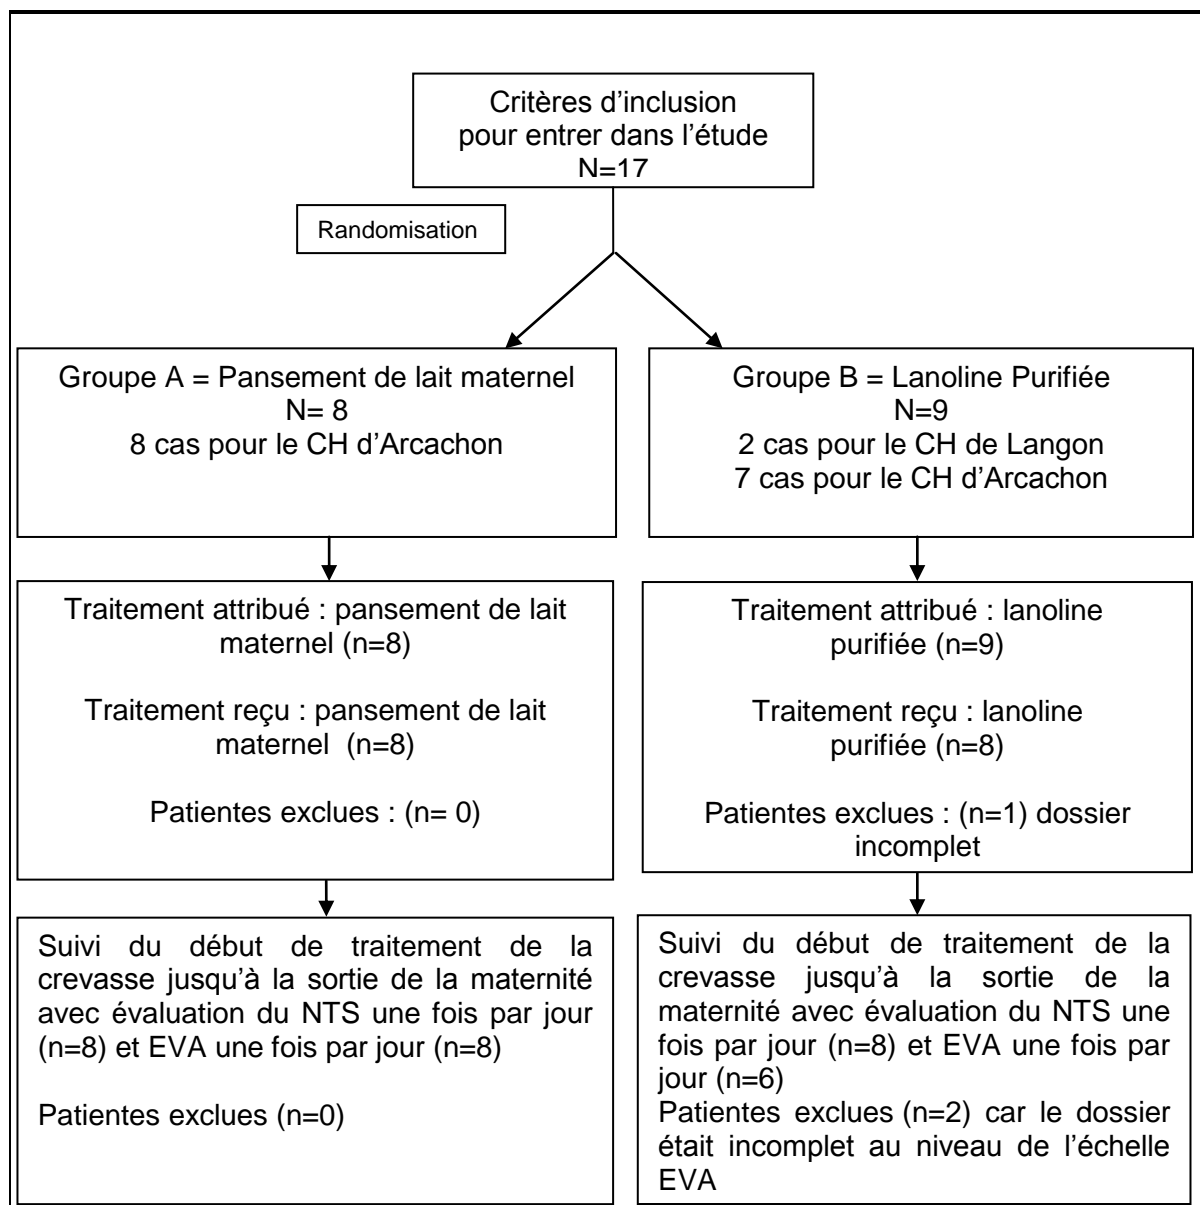 Critères d'inclusion
pour entrer dans l'étude
N=17
Randomisation
Groupe A = Pansement de lait maternel
N= 8
8 cas pour le CH d'Arcachon
Groupe B = Lanoline Purifiée
N=9
2 cas pour le CH de Langon
7 cas pour le CH d'Arcachon
Traitement attribué : pansement de lait
maternel (n=8)
Traitement reçu : pansement de lait
maternel (n=8)
Patientes exclues : (n= 0)
Traitement attribué : lanoline
purifiée (n=9)
Traitement reçu : lanoline
purifiée (n=8)
Patientes exclues : (n=1) dossier
incomplet
Suivi du début de traitement de la
crevasse jusqu'à la sortie de la maternité
avec évaluation du NTS une fois par jour
(n=8) et EVA une fois par jour (n=8)
Patientes exclues (n=0)
Suivi du début de traitement de la
crevasse jusqu'à la sortie de la
maternité avec évaluation du NTS une
fois par jour (n=8) et EVA une fois par
jour (n=6)
Patientes exclues (n=2) car le dossier
était incomplet au niveau de l'échelle
EVA